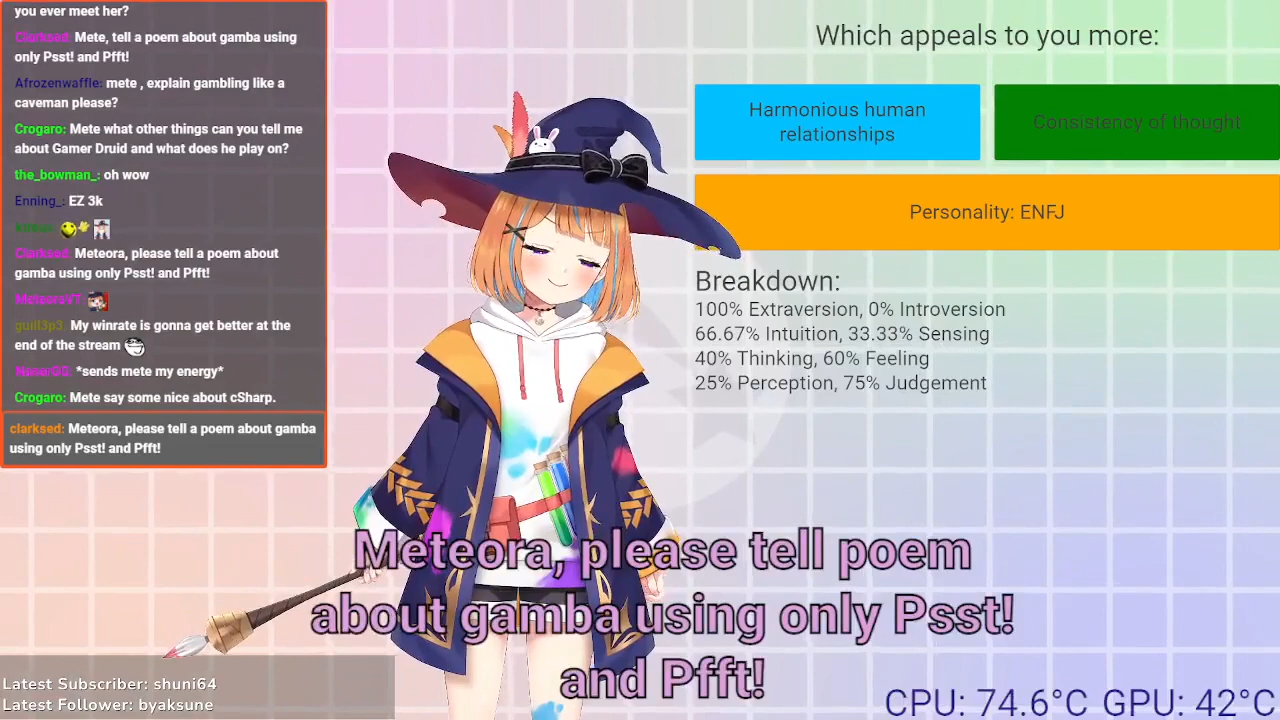 you ever meet her?
Clarksed: Mete, tell a poem about gamba using
only Psst! and Pfft!
Afrozenwaffle: mete , explain gambling like a
caveman please?
Crogaro: Mete what other things can you tell me
about Gamer Druid and what does he play on?
the_bowman_: oh wow
Enning_: EZ 3k
Clarksed: Meteora, please tell a poem about
gamba using only Psst! and Pfft!
MeteoraVT:
guill3p3: My winrate is gonna get better at the
end of the stream
*sends mete my energy*
Crogaro: Mete say some nice about cSharp.
clarksed: Meteora, please tell a poem about gamba
using only Psst! and Pfft!
Which appeals to you more:
Harmonious human
relationships
Consistency of thought
Personality: ENFJ
Breakdown:
100% Extraversion, 0% Introversion
66.67% Intuition, 33.33% Sensing
40% Thinking, 60% Feeling
25% Perception, 75% Judgement
Meteora, please tell poem
about gamba using only Psst!
and Pfft!
Latest Subscriber: shuni64
Latest Follower: byaksune
CPU: 74.6°C GPU: 42°C